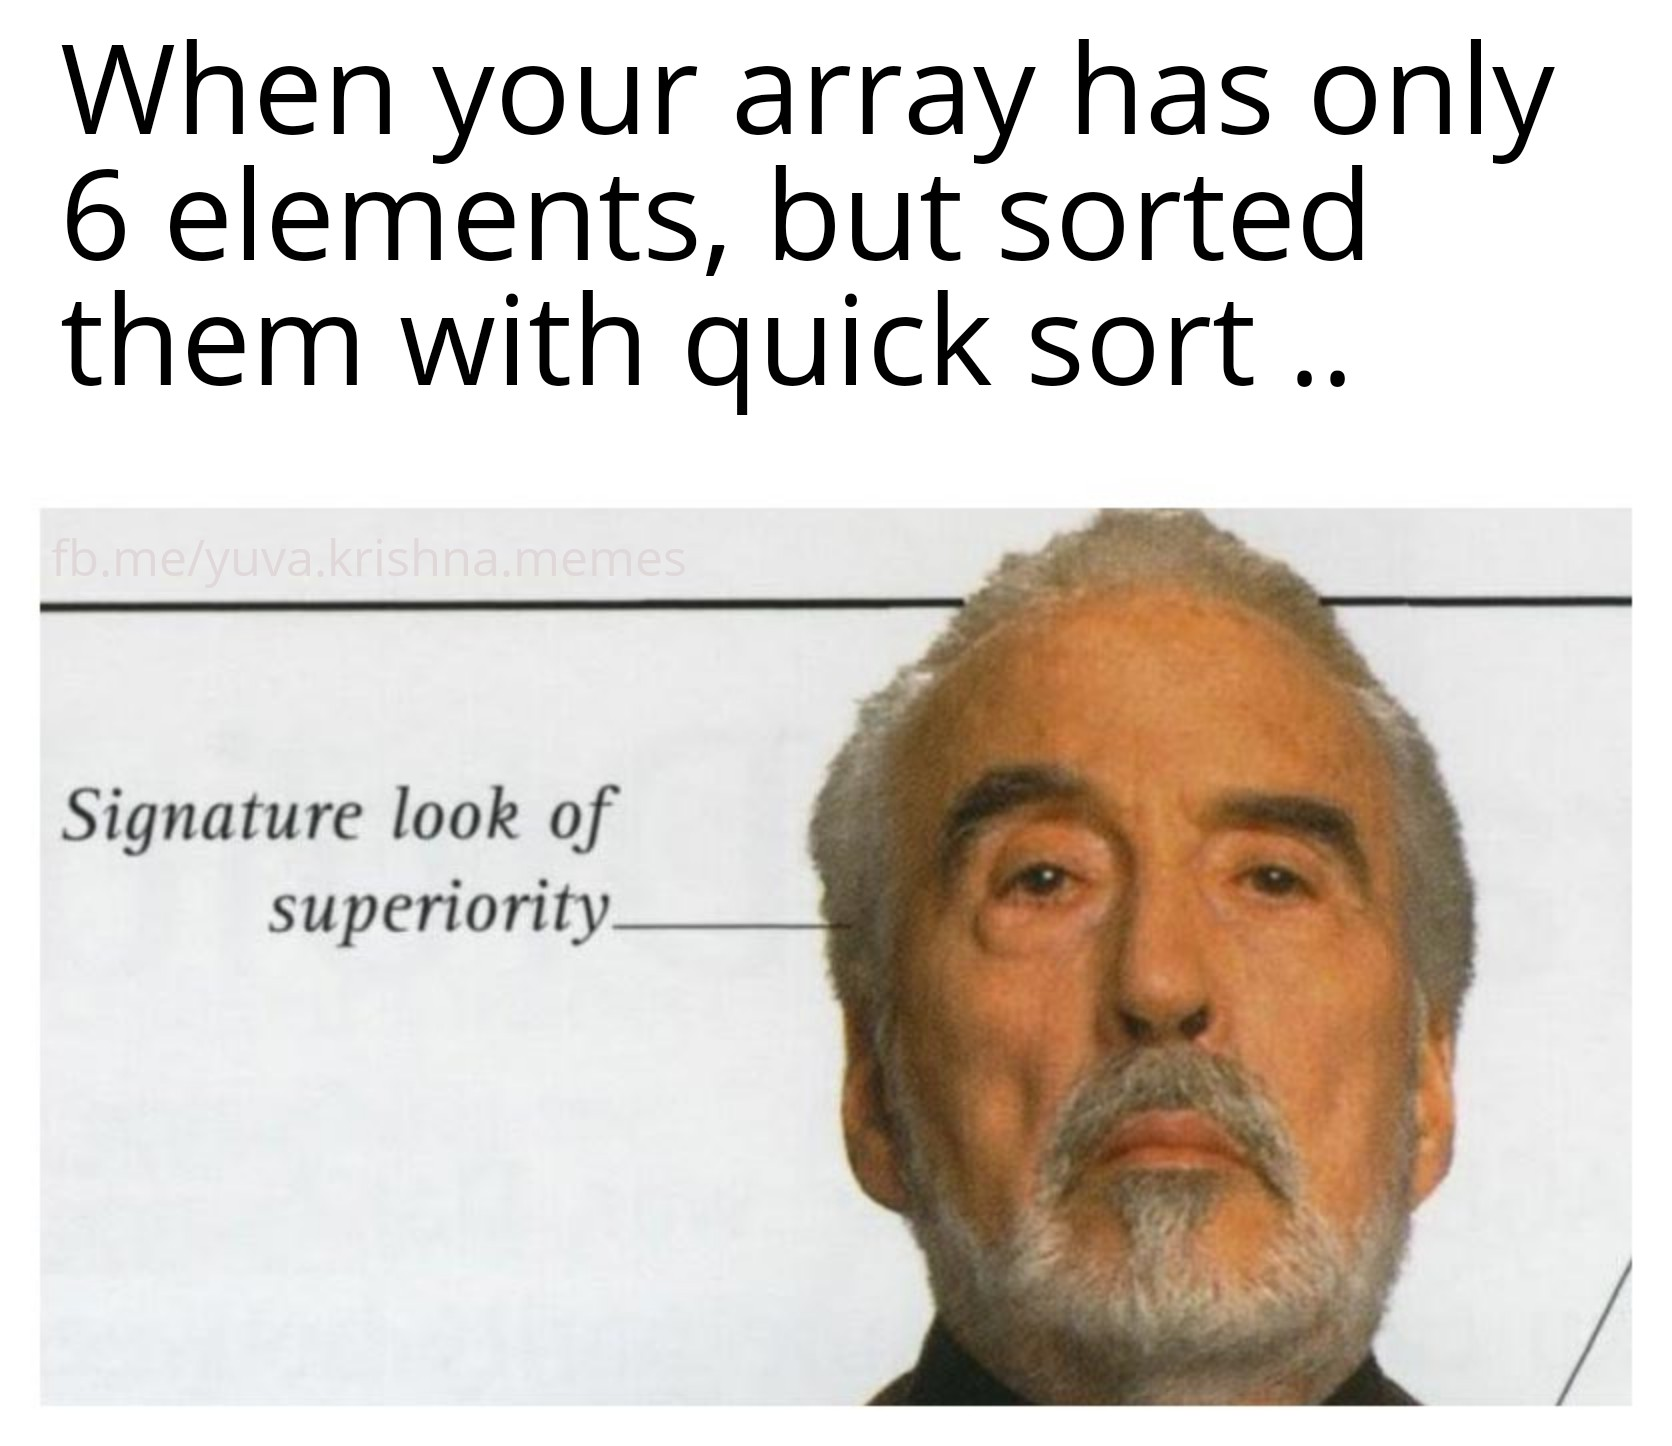 When your array has only
6 elements, but sorted
them with quick sort ..
fb.me/yuva.krishna.memes
Signature look of
superiority